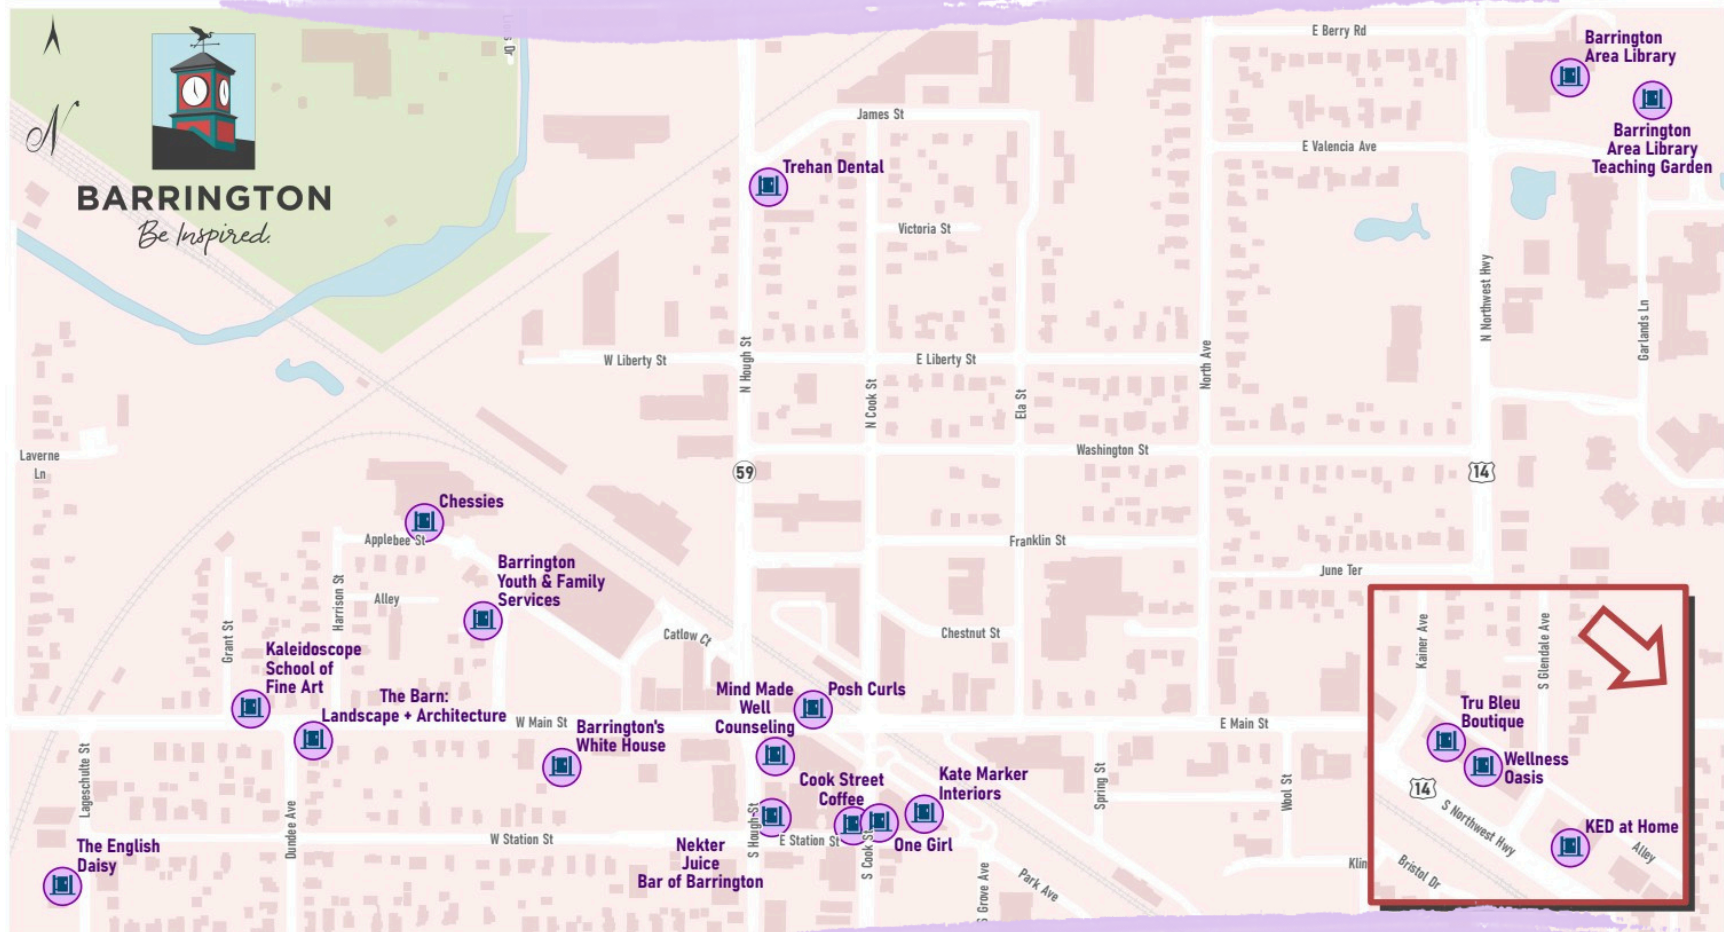 N
BARRINGTON
Be Inspired.
E Berry Rd
Barrington
Area Library
Barrington
Area Library
Teaching Garden
James St
E Valencia Ave
Trehan Dental
Victoria St
N Northwest Hwy
Garlands Ln
W Liberty St
N Hough St
E Liberty St
North Ave
N Cook St
Ela St
Washington St
Laverne
Ln
59
14
Chessies
Applebee St
Franklin St
June Ter
Barrington
Youth & Family
Services
Harrison St
Alley
Grant St
Catlow Ct
Chestnut St
Kaleidoscope
School of
Fine Art
The Barn:
Landscape + Architecture
W Main St
Barrington's
White House
Mind Made
Well
Counseling
Posh Curls
E Main St
Kainer Ave
S Glendale Ave
Tru Bleu
Boutique
Wellness
Oasis
14
S Northwest Hwy
KED at Home
Alley
Bristol Dr
Lageschulte St
Dundee Ave
W Station St
The English
Daisy
Nekter
Juice
Bar of Barrington
S Hough St
E Station St
Cook Street
Coffee
S Cook St
One Girl
Kate Marker
Interiors
Spring St
Wool St
S Grove Ave
Park Ave
Klin